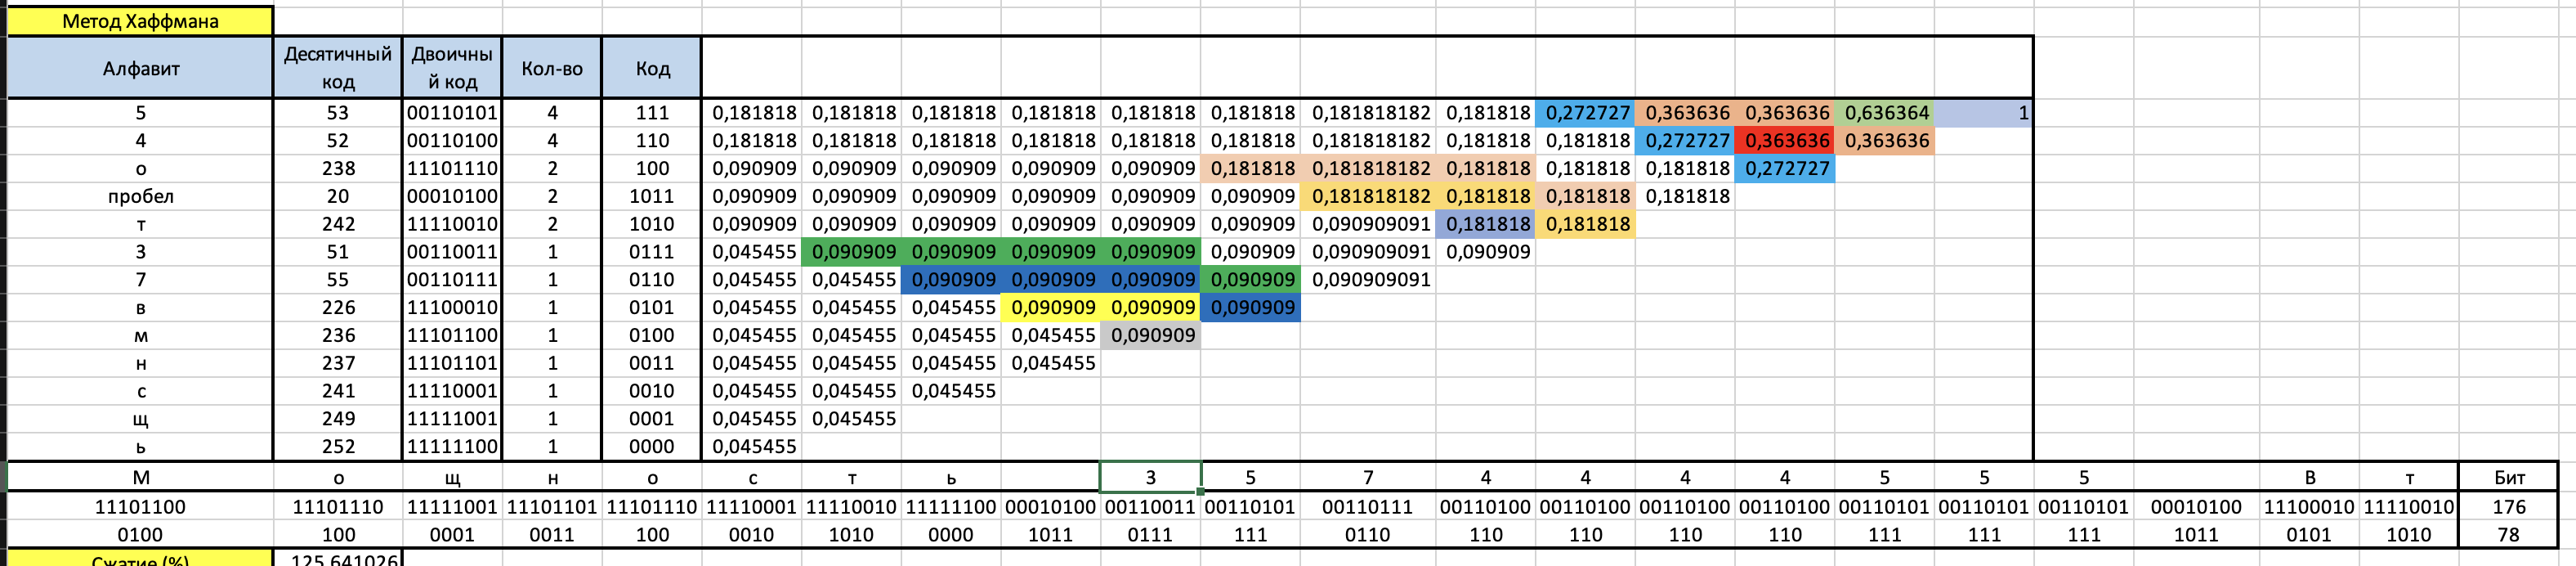 Метод Хаффмана
Алфавит Десятичный код Двоичны й код Кол-во Код
5 53 00110101 4 111 0,181818 0,181818 0,181818 0,181818 0,181818 0,181818 0,181818182 0,181818 0,272727 0,363636 0,363636 0,636364 1
4 52 00110100 4 110 0,181818 0,181818 0,181818 0,181818 0,181818 0,181818 0,181818182 0,181818 0,181818 0,272727 0,363636 0,363636
о 238 11101110 2 100 0,090909 0,090909 0,090909 0,090909 0,090909 0,181818 0,181818182 0,181818 0,181818 0,181818 0,272727
пробел 20 00010100 2 1011 0,090909 0,090909 0,090909 0,090909 0,090909 0,090909 0,181818182 0,181818 0,181818 0,181818
т 242 11110010 2 1010 0,090909 0,090909 0,090909 0,090909 0,090909 0,090909 0,090909091 0,181818 0,181818
3 51 00110011 1 0111 0,045455 0,090909 0,090909 0,090909 0,090909 0,090909 0,090909091 0,090909
7 55 00110111 1 0110 0,045455 0,045455 0,090909 0,090909 0,090909 0,090909 0,090909091
в 226 11100010 1 0101 0,045455 0,045455 0,045455 0,090909 0,090909 0,090909
м 236 11101100 1 0100 0,045455 0,045455 0,045455 0,045455 0,090909
н 237 11101101 1 0011 0,045455 0,045455 0,045455 0,045455
с 241 11110001 1 0010 0,045455 0,045455 0,045455
щ 249 11111001 1 0001 0,045455 0,045455
ь 252 11111100 1 0000 0,045455
М о щ н о с т ь 3 5 7 4 4 4 4 5 5 5 В т Бит
11101100 11101110 11111001 11101101 11101110 11110001 11110010 11111100 00010100 00110011 00110101 00110111 00110100 00110100 00110100 00110100 00110101 00110101 00110101 00010100 11100010 11110010 176
0100 100 0001 0011 100 0010 1010 0000 1011 0111 111 0110 110 110 110 110 111 111 111 1011 0101 1010 78
Сжатие (%) 125,641026